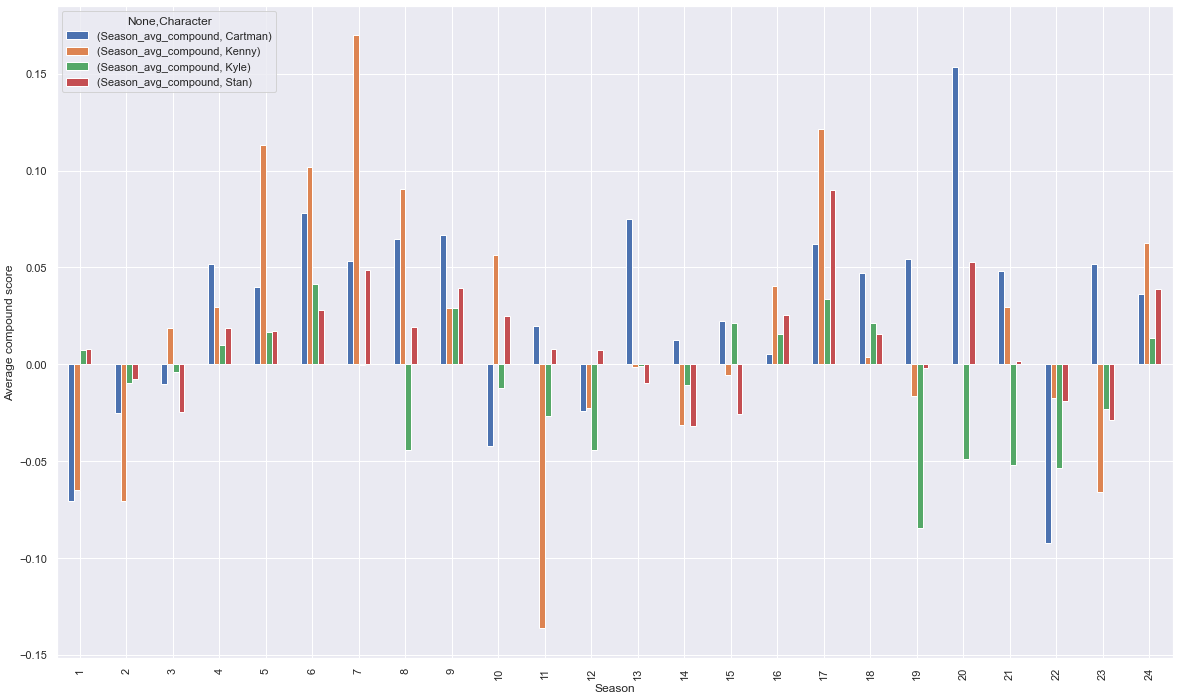 None,Character
(Season_avg_compound, Cartman)
(Season_avg_compound, Kenny)
(Season_avg_compound, Kyle)
(Season_avg_compound, Stan)
0.15
0.10
0.05
0.00
−0.05
−0.10
−0.15
Average compound score
1 2 3 4 5 6 7 8 9 10 11 12 13 14 15 16 17 18 19 20 21 22 23 24
Season